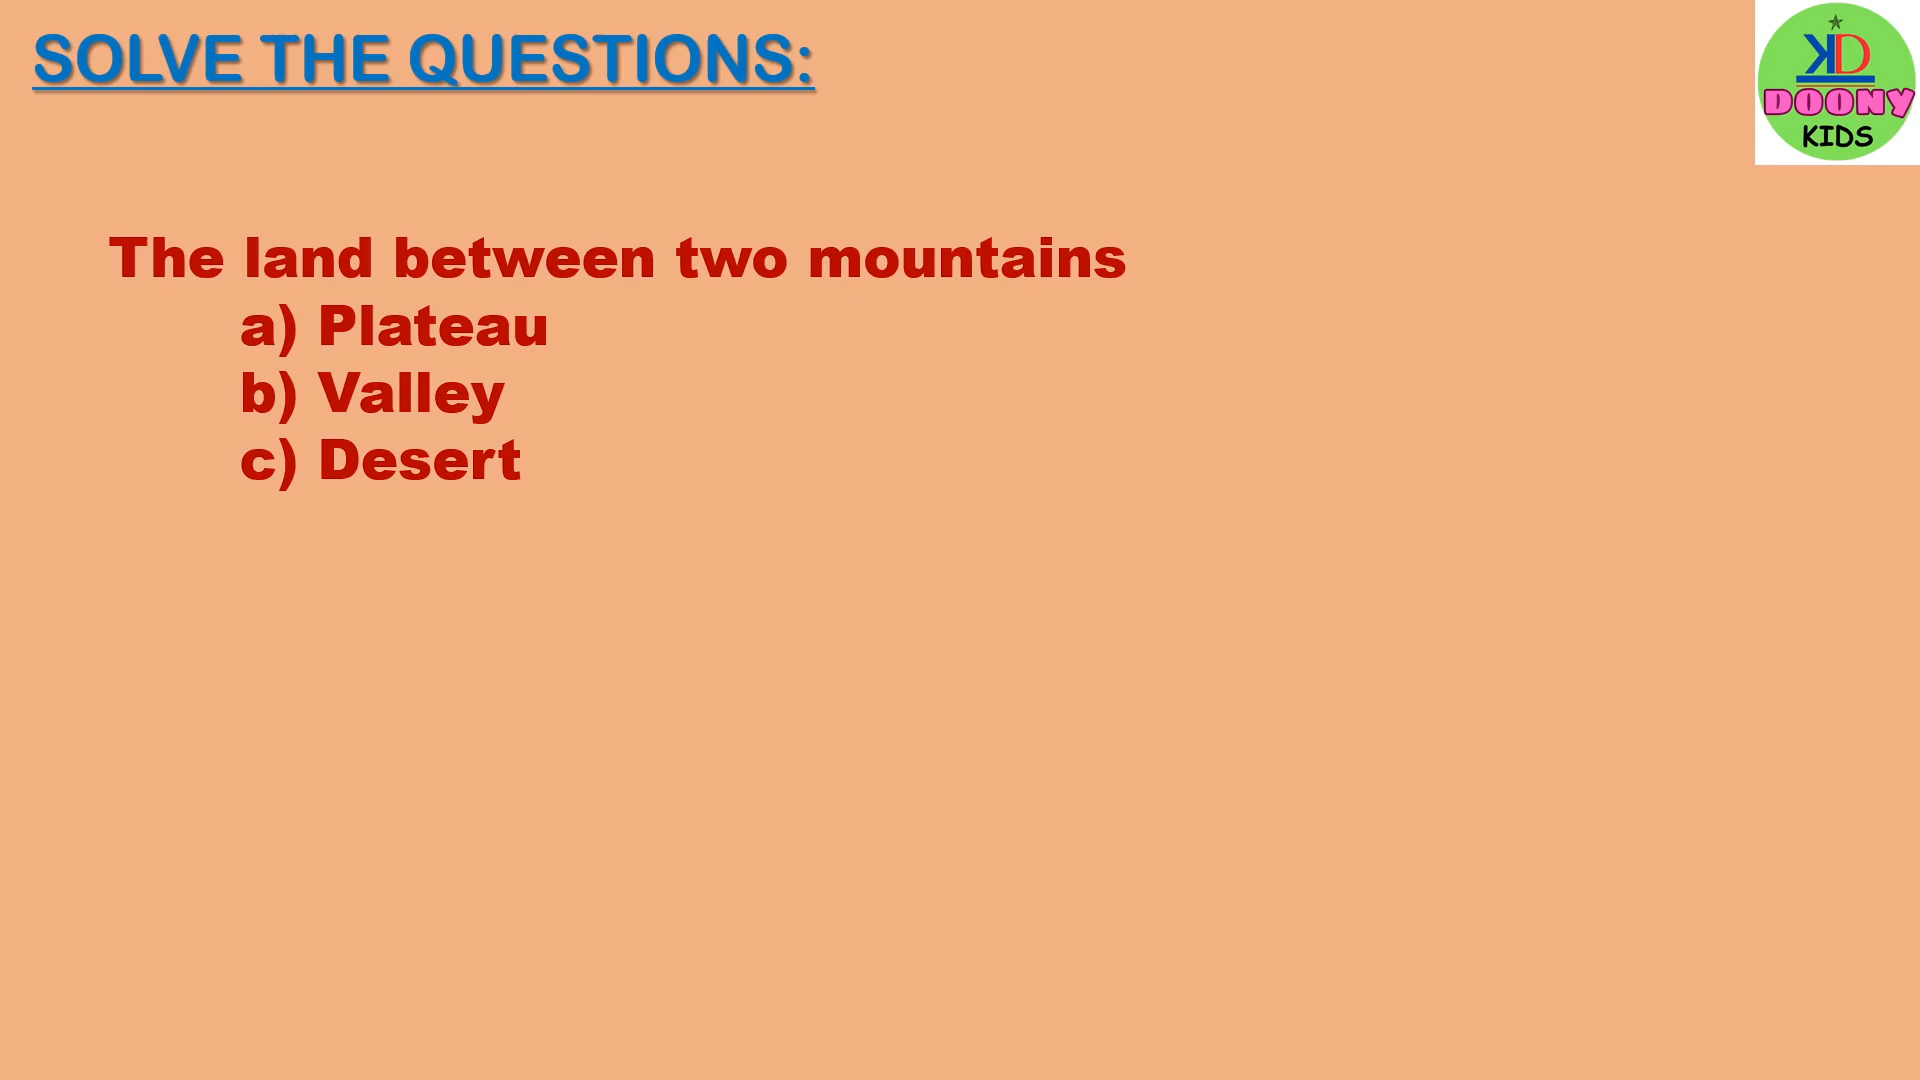 SOLVE THE QUESTIONS:
KD
DOONY
KIDS
The land between two mountains
a) Plateau
b) Valley
c) Desert